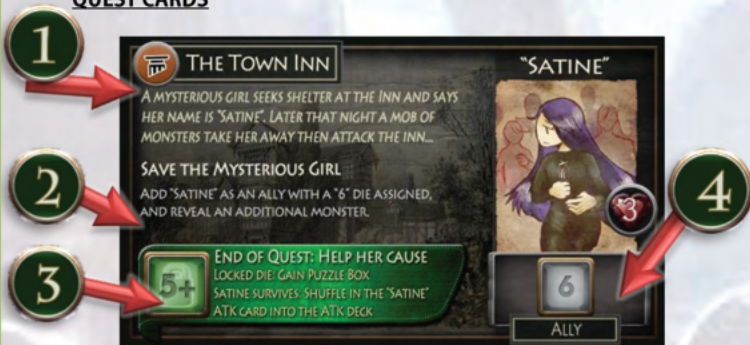 QUEST CARDS
1
THE TOWN INN
"SATINE"
A MYSTERIOUS GIRL SEEKS SHELTER AT THE INN AND SAYS
HER NAME IS "SATINE". LATER THAT NIGHT A MOB OF
MONSTERS TAKE HER AWAY THEN ATTACK THE INN...
2
SAVE THE MYSTERIOUS GIRL
ADD "SATINE" AS AN ALLY WITH A "6" DIE ASSIGNED,
AND REVEAL AN ADDITIONAL MONSTER.
3
4
3
5+
END OF QUEST: HELP HER CAUSE
LOCKED DIE: GAIN PUZZLE BOX
SATINE SURVIVES: SHUFFLE IN THE "SATINE"
ATK CARD INTO THE ATK DECK
6
ALLY